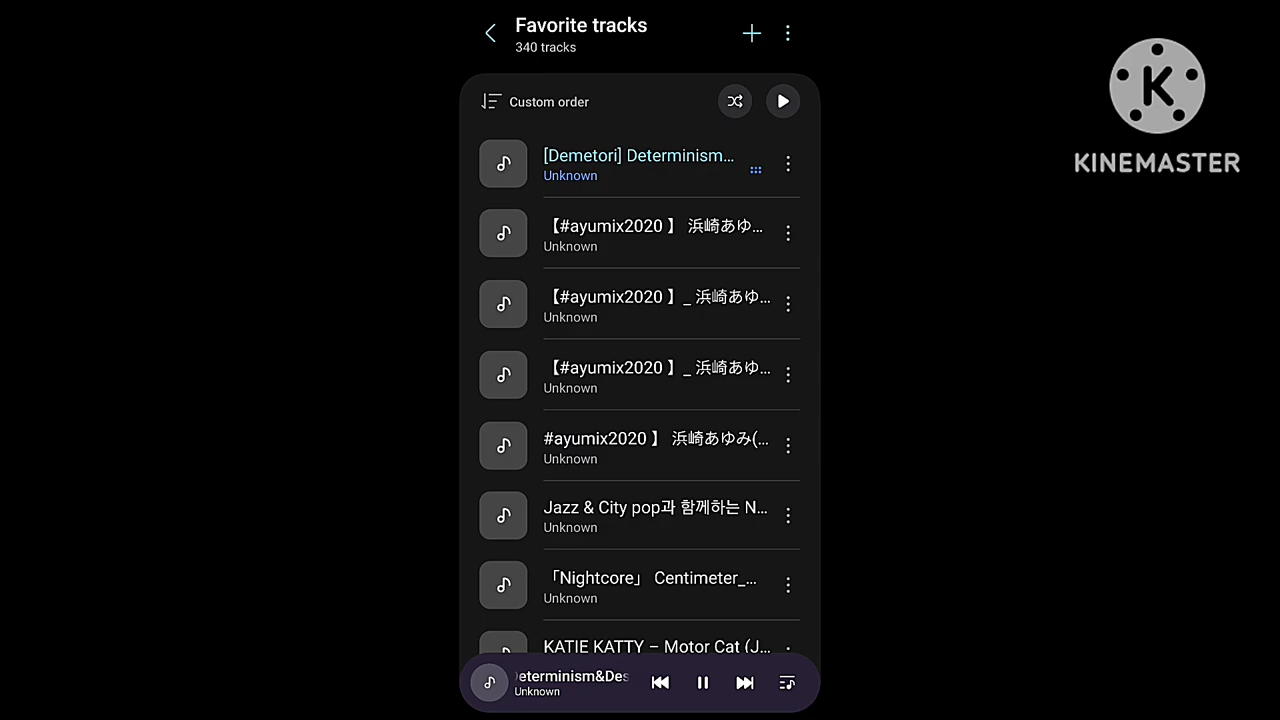 Favorite tracks
340 tracks
Custom order
[Demetori] Determinism...
Unknown
【#ayumix2020 】 浜崎あゆ...
Unknown
【#ayumix2020 】_ 浜崎あゆ...
Unknown
【#ayumix2020 】_ 浜崎あゆ...
Unknown
#ayumix2020 】 浜崎あゆみ(...
Unknown
Jazz & City pop과 함께하는 N...
Unknown
「Nightcore」 Centimeter_...
Unknown
KATIE KATTY – Motor Cat (J...
eterminism&Des
Unknown
K
KINEMASTER